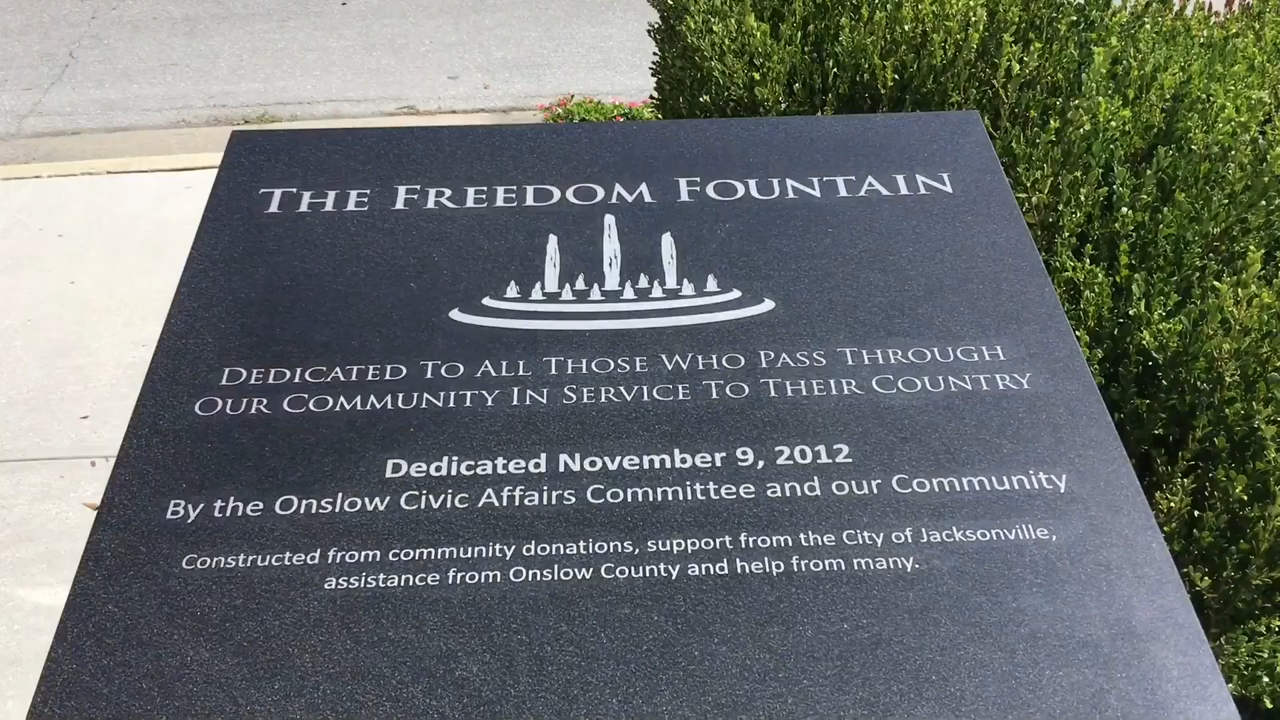 THE FREEDOM FOUNTAIN
DEDICATED TO ALL THOSE WHO PASS THROUGH
OUR COMMUNITY IN SERVICE TO THEIR COUNTRY
Dedicated November 9, 2012
By the Onslow Civic Affairs Committee and our Community
Constructed from community donations, support from the City of Jacksonville,
assistance from Onslow County and help from many.